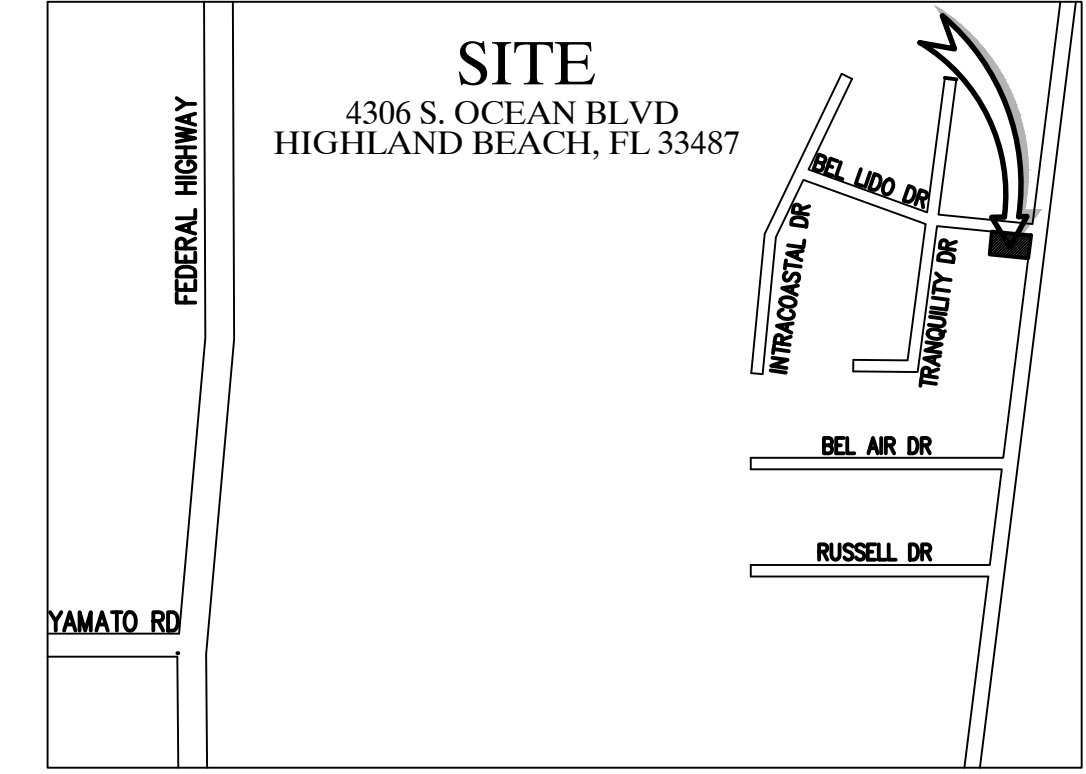 SITE
4306 S. OCEAN BLVD
HIGHLAND BEACH, FL 33487
FEDERAL HIGHWAY
BEL LIDO DR
INTRACOASTAL DR
TRANQUILITY DR
BEL AIR DR
RUSSELL DR
YAMATO RD